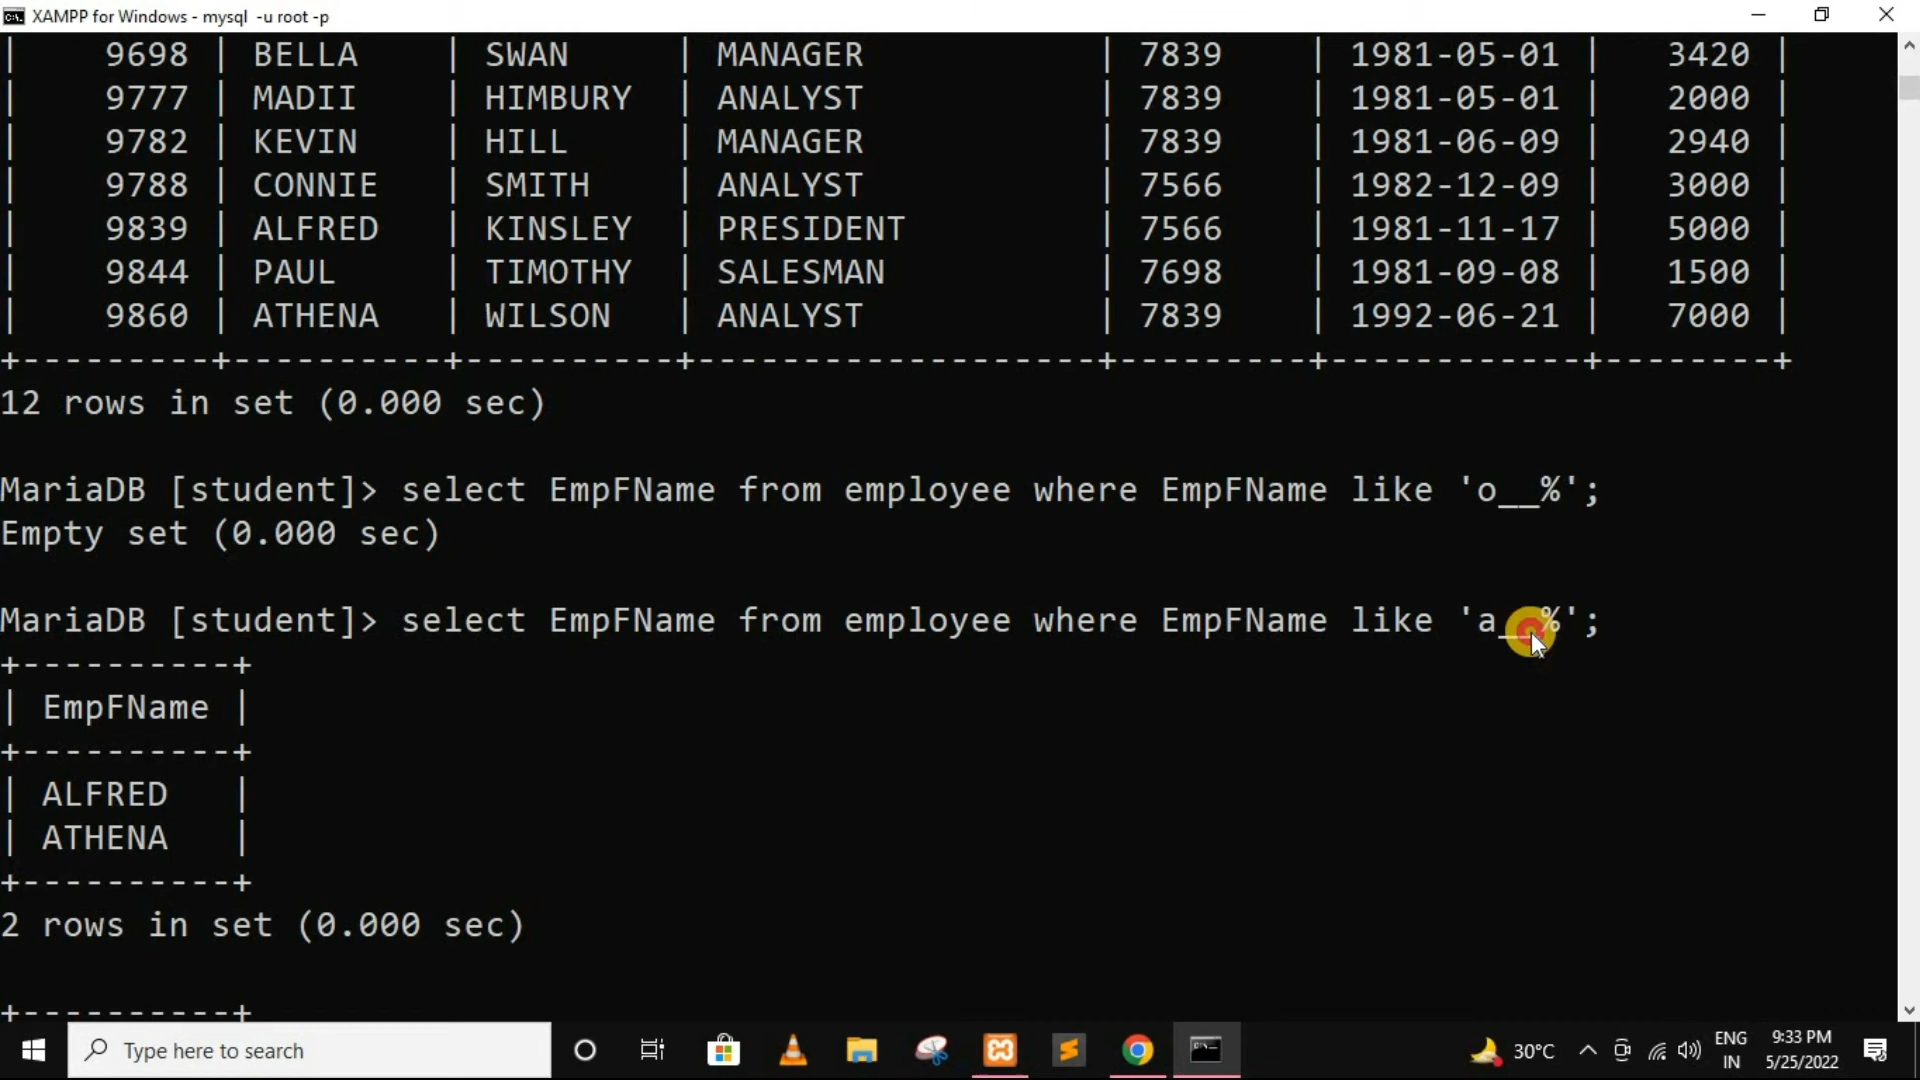 XAMPP for Windows - mysql -u root -p
| 9698 | BELLA | SWAN | MANAGER | 7839 | 1981-05-01 | 3420 |
| 9777 | MADII | HIMBURY | ANALYST | 7839 | 1981-05-01 | 2000 |
| 9782 | KEVIN | HILL | MANAGER | 7839 | 1981-06-09 | 2940 |
| 9788 | CONNIE | SMITH | ANALYST | 7566 | 1982-12-09 | 3000 |
| 9839 | ALFRED | KINSLEY | PRESIDENT | 7566 | 1981-11-17 | 5000 |
| 9844 | PAUL | TIMOTHY | SALESMAN | 7698 | 1981-09-08 | 1500 |
| 9860 | ATHENA | WILSON | ANALYST | 7839 | 1992-06-21 | 7000 |
+---------+----------+----------+-------------------+---------+------------+--------+
12 rows in set (0.000 sec)
MariaDB [student]> select EmpFName from employee where EmpFName like 'o__%';
Empty set (0.000 sec)
MariaDB [student]> select EmpFName from employee where EmpFName like 'a__%';
+----------+
| EmpFName |
+----------+
| ALFRED |
| ATHENA |
+----------+
2 rows in set (0.000 sec)
+----------+
Type here to search
30°C
ENG
IN
9:33 PM
5/25/2022